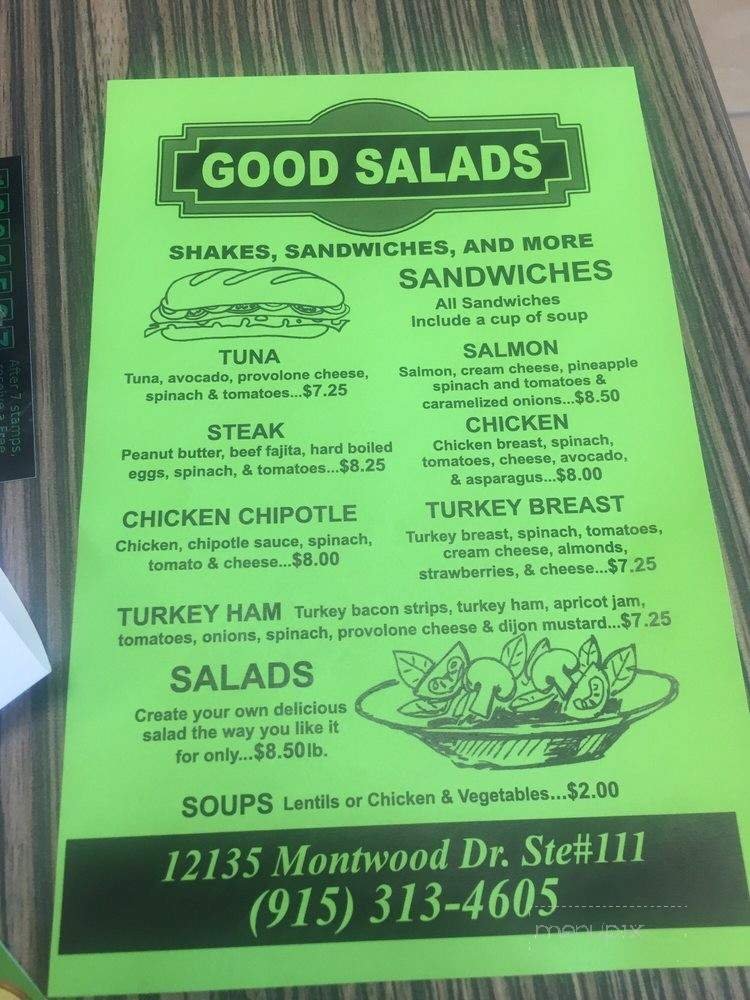 GOOD SALADS
SHAKES, SANDWICHES, AND MORE
SANDWICHES
All Sandwiches
Include a cup of soup
TUNA
Tuna, avocado, provolone cheese,
spinach & tomatoes...$7.25
SALMON
Salmon, cream cheese, pineapple
spinach and tomatoes &
caramelized onions...$8.50
STEAK
Peanut butter, beef fajita, hard boiled
eggs, spinach, & tomatoes...$8.25
CHICKEN
Chicken breast, spinach,
tomatoes, cheese, avocado,
& asparagus...$8.00
CHICKEN CHIPOTLE
Chicken, chipotle sauce, spinach,
tomato & cheese...$8.00
TURKEY BREAST
Turkey breast, spinach, tomatoes,
cream cheese, almonds,
strawberries, & cheese...$7.25
TURKEY HAM Turkey bacon strips, turkey ham, apricot jam,
tomatoes, onions, spinach, provolone cheese & dijon mustard...$7.25
SALADS
Create your own delicious
salad the way you like it
for only...$8.50lb.
SOUPS Lentils or Chicken & Vegetables...$2.00
12135 Montwood Dr. Ste#111
(915) 313-4605
menupix
After 7 stamps,